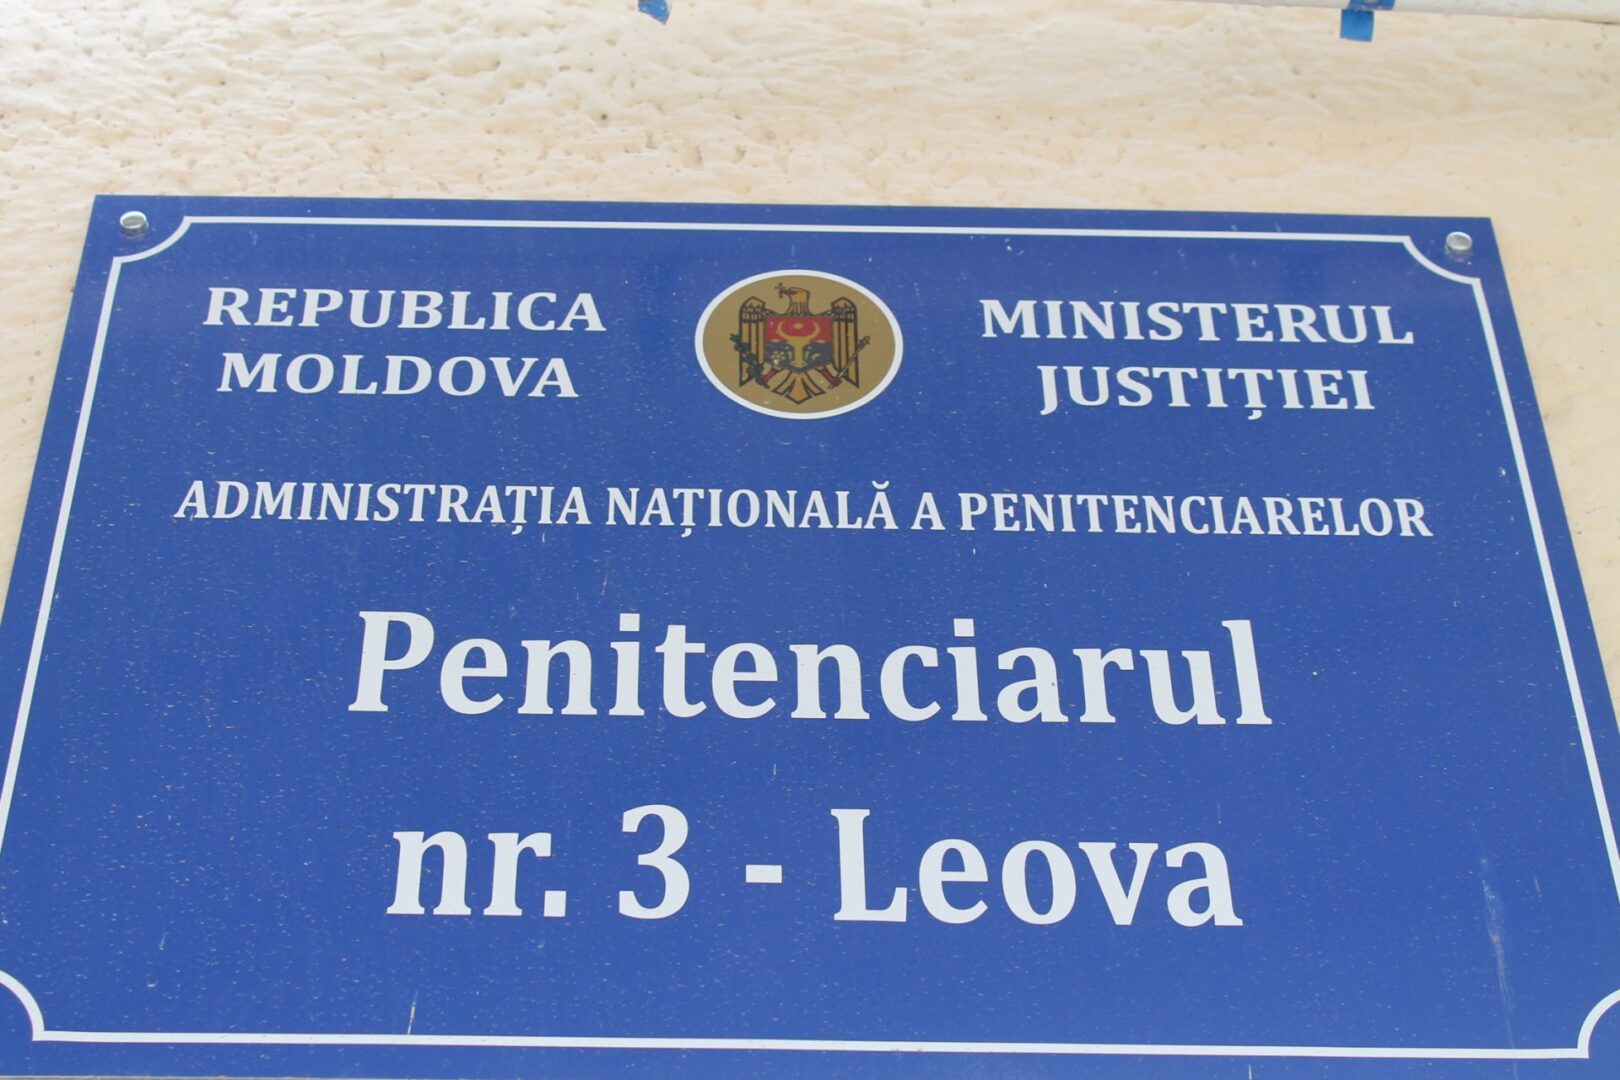 REPUBLICA
MOLDOVA
MINISTERUL
JUSTIȚIEI
ADMINISTRAȚIA NAȚIONALĂ A PENITENCIARELOR
Penitenciarul
nr. 3 - Leova